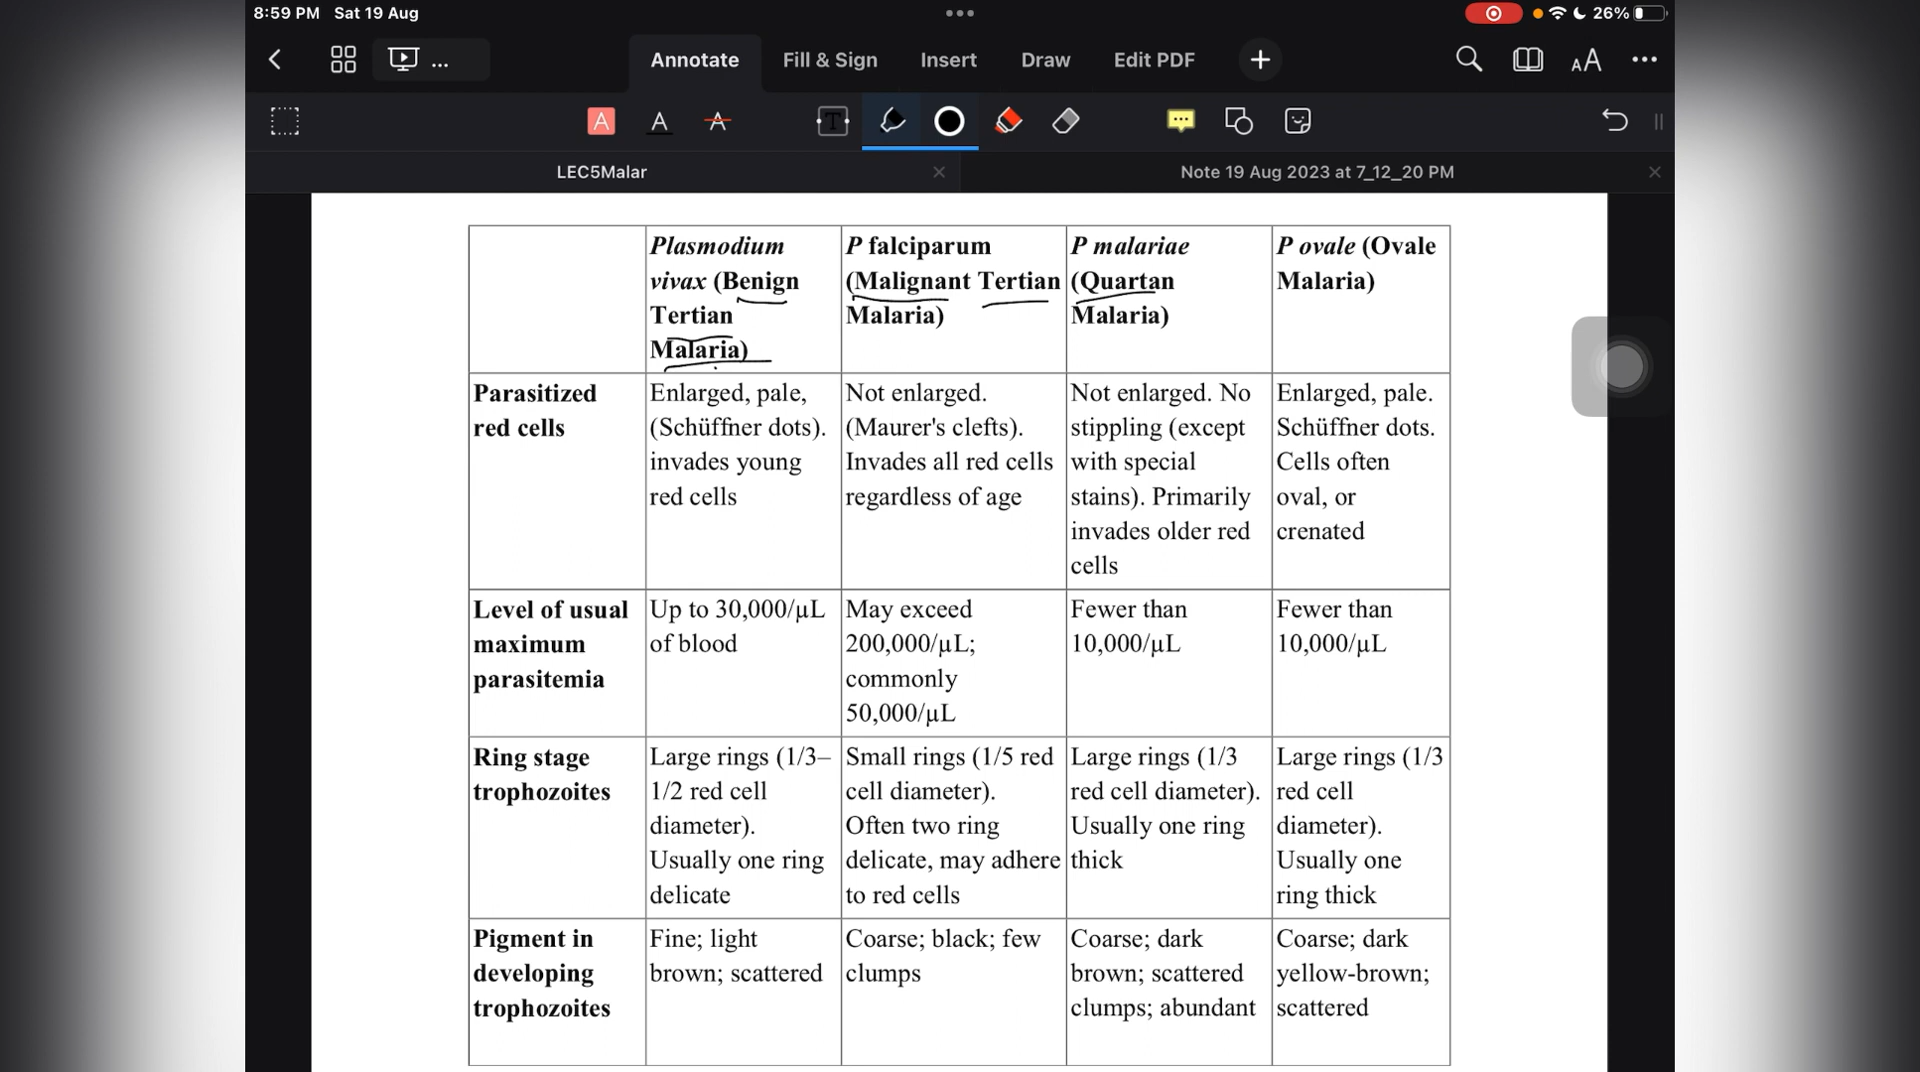 8:59 PM Sat 19 Aug
26%
...
Annotate
Fill & Sign
Insert
Draw
Edit PDF
AA
A
A
A
T
LEC5Malar
Note 19 Aug 2023 at 7_12_20 PM
Plasmodium
vivax (Benign
Tertian
Malaria)
P falciparum
(Malignant Tertian
Malaria)
P malariae
(Quartan
Malaria)
P ovale (Ovale
Malaria)
Parasitized
red cells
Enlarged, pale,
(Schüffner dots).
invades young
red cells
Not enlarged.
(Maurer's clefts).
Invades all red cells
regardless of age
Not enlarged. No
stippling (except
with special
stains). Primarily
invades older red
cells
Enlarged, pale.
Schüffner dots.
Cells often
oval, or
crenated
Level of usual
maximum
parasitemia
Up to 30,000/μL
of blood
May exceed
200,000/μL;
commonly
50,000/μL
Fewer than
10,000/μL
Fewer than
10,000/μL
Ring stage
trophozoites
Large rings (1/3–
1/2 red cell
diameter).
Usually one ring
delicate
Small rings (1/5 red
cell diameter).
Often two ring
delicate, may adhere
to red cells
Large rings (1/3
red cell diameter).
Usually one ring
thick
Large rings (1/3
red cell
diameter).
Usually one
ring thick
Pigment in
developing
trophozoites
Fine; light
brown; scattered
Coarse; black; few
clumps
Coarse; dark
brown; scattered
clumps; abundant
Coarse; dark
yellow-brown;
scattered